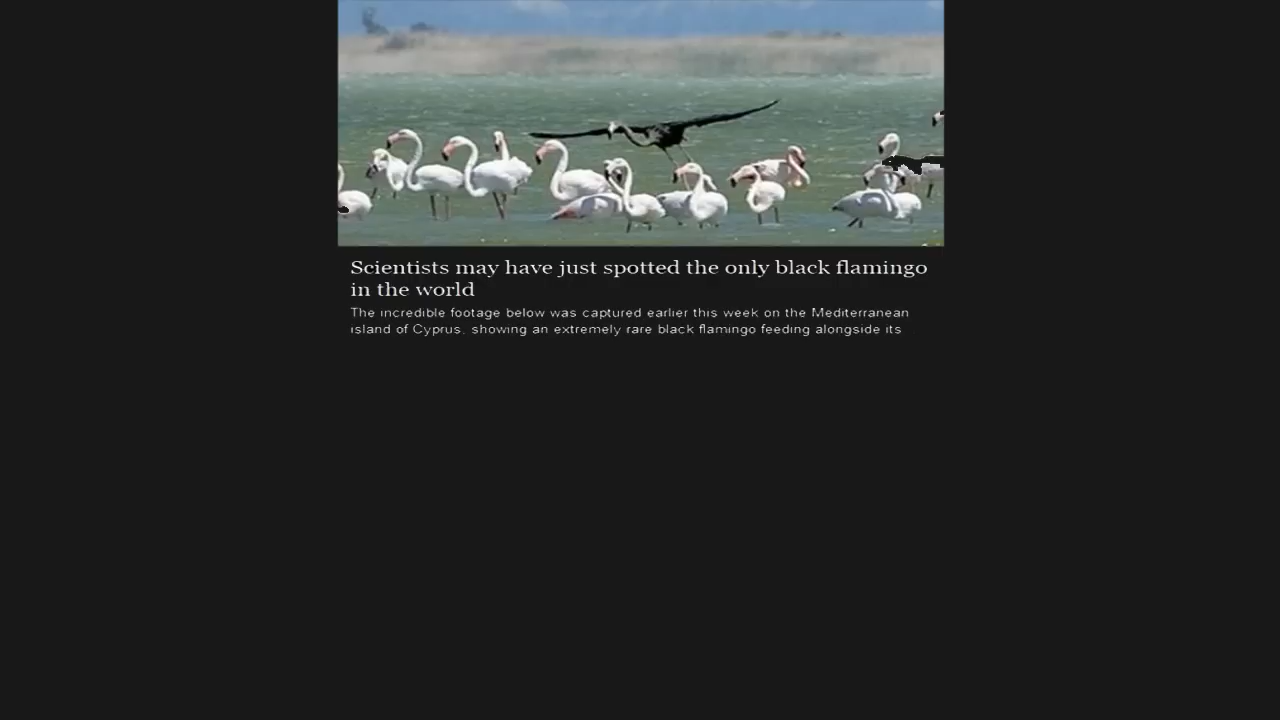 Scientists may have just spotted the only black flamingo
in the world
The incredible footage below was captured earlier this week on the Mediterranean
island of Cyprus, showing an extremely rare black flamingo feeding alongside its